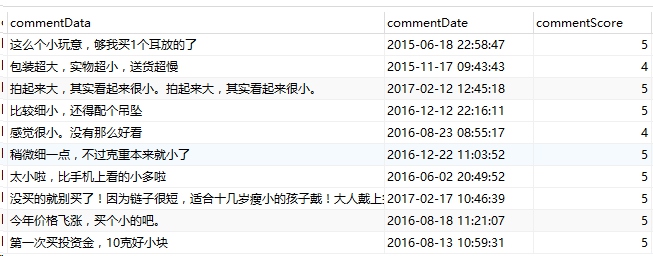 commentData commentDate commentScore
这么个小玩意，够我买1个耳放的了 2015-06-18 22:58:47 5
包装超大，实物超小，送货超慢 2015-11-17 09:43:43 4
拍起来大，其实看起来很小。拍起来大，其实看起来很小。 2017-02-12 12:45:18 5
比较细小，还得配个吊坠 2016-12-12 22:16:11 5
感觉很小。没有那么好看 2016-08-23 08:55:17 4
稍微细一点，不过克重本来就小了 2016-12-22 11:03:52 5
太小啦，比手机上看的小多啦 2016-06-02 20:49:52 5
没买的就别买了！因为链子很短，适合十几岁瘦小的孩子戴！大人戴上 2017-02-17 10:46:39 5
今年价格飞涨，买个小的吧。 2016-08-18 11:21:07 5
第一次买投资金，10克好小块 2016-08-13 10:59:31 5